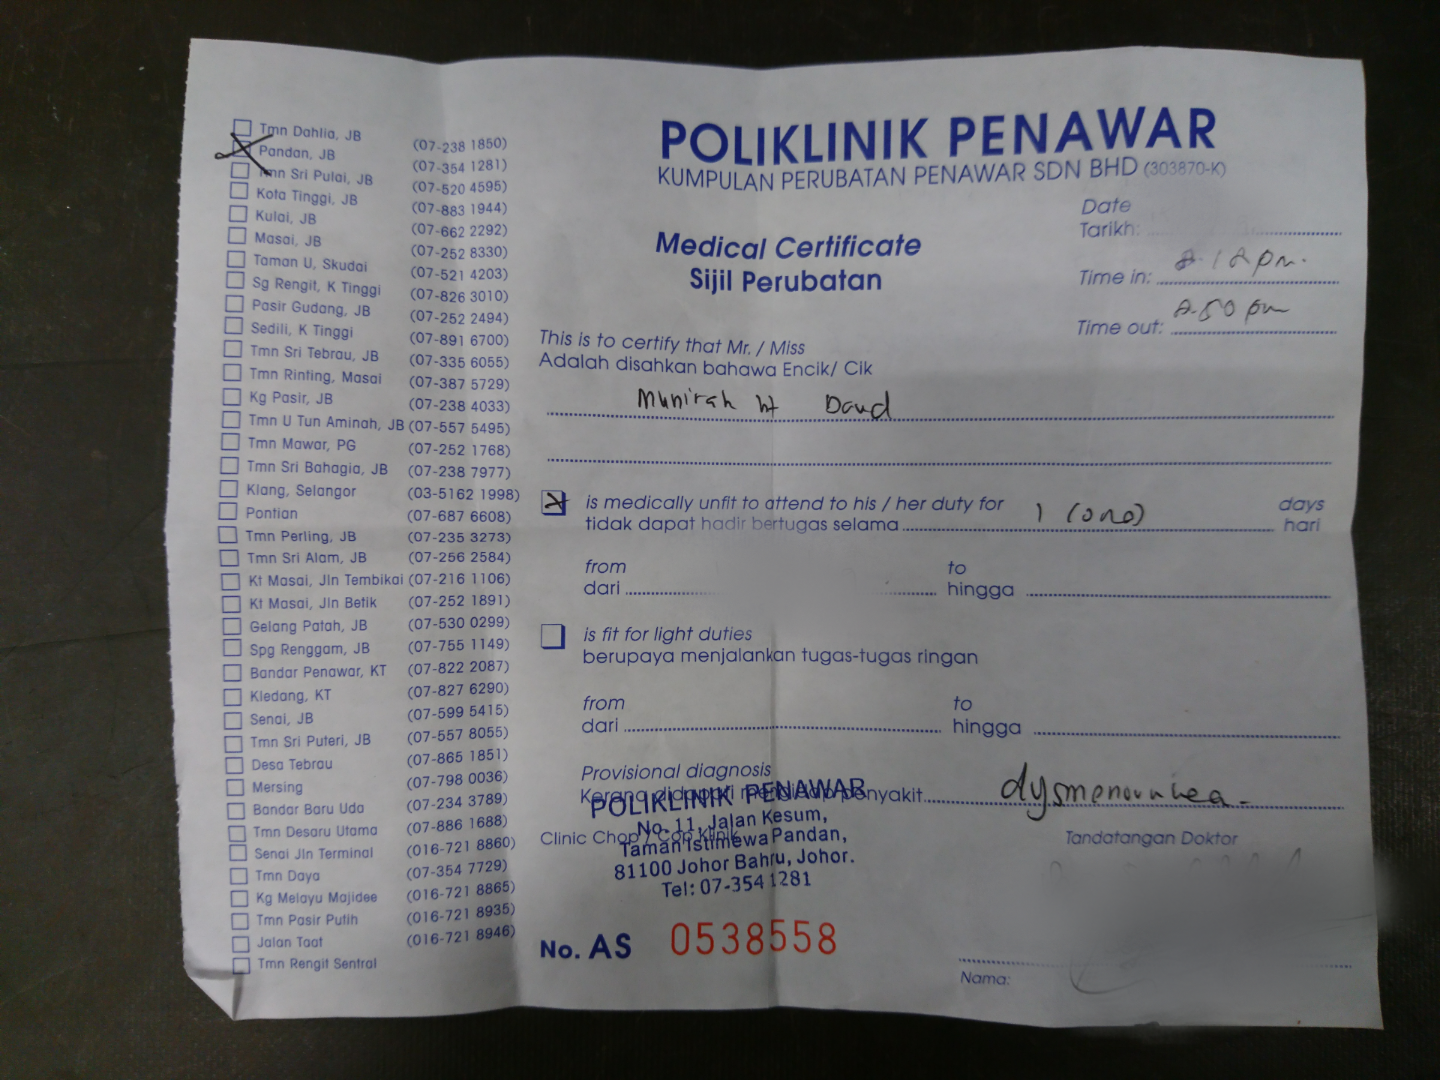 Tmn Dahlia, JB (07-238 1850)
Pandan, JB (07-354 1281)
Tmn Sri Pulai, JB (07-520 4595)
Kota Tinggi, JB (07-883 1944)
Kulai, JB (07-662 2292)
Masai, JB (07-252 8330)
Taman U, Skudai (07-521 4203)
Sg Rengit, K Tinggi (07-826 3010)
Pasir Gudang, JB (07-252 2494)
Sedili, K Tinggi (07-891 6700)
Tmn Sri Tebrau, JB (07-335 6055)
Tmn Rinting, Masai (07-387 5729)
Kg Pasir, JB (07-238 4033)
Tmn U Tun Aminah, JB (07-557 5495)
Tmn Mawar, PG (07-252 1768)
Tmn Sri Bahagia, JB (07-238 7977)
Klang, Selangor (03-5162 1998)
Pontian (07-687 6608)
Tmn Perling, JB (07-235 3273)
Tmn Sri Alam, JB (07-256 2584)
Kt Masai, Jln Tembikai (07-216 1106)
Kt Masai, Jln Betik (07-252 1891)
Gelang Patah, JB (07-530 0299)
Spg Renggam, JB (07-755 1149)
Bandar Penawar, KT (07-822 2087)
Kledang, KT (07-827 6290)
Senai, JB (07-599 5415)
Tmn Sri Puteri, JB (07-557 8055)
Desa Tebrau (07-865 1851)
Mersing (07-798 0036)
Bandar Baru Uda (07-234 3789)
Tmn Desaru Utama (07-886 1688)
Senai Jln Terminal (016-721 8860)
Tmn Daya (07-354 7729)
Kg Melayu Majidee (016-721 8865)
Tmn Pasir Putih (016-721 8935)
Jalan Taat (016-721 8946)
Tmn Rengit Sentral
POLIKLINIK PENAWAR
KUMPULAN PERUBATAN PENAWAR SDN BHD (303870-K)
Date
Tarikh:
Medical Certificate
Sijil Perubatan
Time in: 12 pm.
Time out: 50 pm
This is to certify that Mr. / Miss
Adalah disahkan bahawa Encik/ Cik
Munirah bt Daud
is medically unfit to attend to his / her duty for 1 (one) days
tidak dapat hadir bertugas selama hari
from to
dari hingga
is fit for light duties
berupaya menjalankan tugas-tugas ringan
from to
dari hingga
Provisional diagnosis
Kerana didapati mengidap penyakit dysmenorrhea.
Clinic Chop / Cop Klinik
POLIKLINIK PENAWAR
No. 11, Jalan Kesum,
Taman Istimewa Pandan,
81100 Johor Bahru, Johor.
Tel: 07-354 1281
Tandatangan Doktor
No. AS 0538558
Nama: